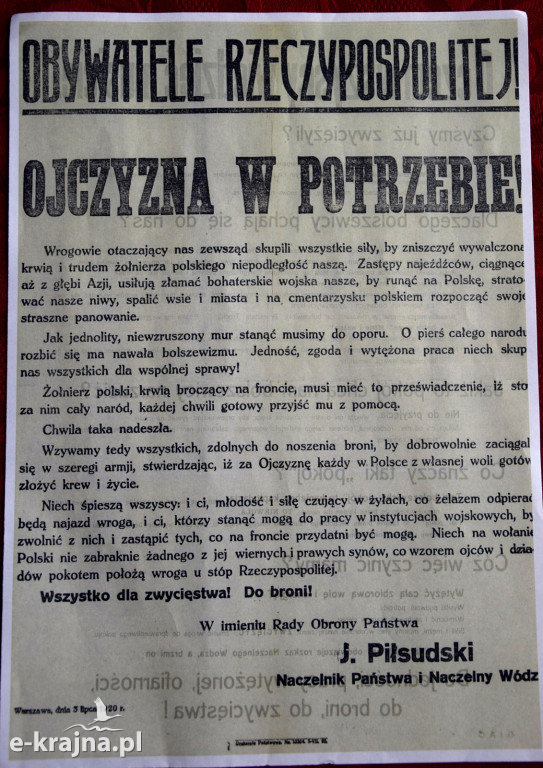 OBYWATELE RZECZYPOSPOLITEJ!
OJCZYZNA W POTRZEBIE!
Wrogowie otaczający nas zewsząd skupili wszystkie siły, by zniszczyć wywalczoną
krwią i trudem żołnierza polskiego niepodległość naszą. Zastępy najeźdźców, ciągnące
aż z głębi Azji, usiłują złamać bohaterskie wojska nasze, by runąć na Polskę, strato-
wać nasze niwy, spalić wsie i miasta i na cmentarzysku polskiem rozpocząć swoje
straszne panowanie.
Jak jednolity, niewzruszony mur stanąć musimy do oporu. O pierś całego narodu
rozbić się ma nawała bolszewizmu. Jedność, zgoda i wytężona praca niech skup
nas wszystkich dla wspólnej sprawy!
Żołnierz polski, krwią broczący na froncie, musi mieć to przeświadczenie, iż sto
za nim cały naród, każdej chwili gotowy przyjść mu z pomocą.
Chwila taka nadeszła.
Wzywamy tedy wszystkich, zdolnych do noszenia broni, by dobrowolnie zaciągal
się w szeregi armji, stwierdzając, iż za Ojczyznę każdy w Polsce z własnej woli gotów
złożyć krew i życie.
Niech śpieszą wszyscy: i ci, młodość i siłę czujący w żyłach, co żelazem odpierać
będą najazd wroga, i ci, którzy stanąć mogą do pracy w instytucjach wojskowych, by
zwolnić z nich i zastąpić tych, co na froncie przydatni być mogą. Niech na wołanie
Polski nie zabraknie żadnego z jej wiernych i prawych synów, co wzorem ojców i dzia-
dów pokotem położą wroga u stóp Rzeczypospolitej.
Wszystko dla zwycięstwa! Do broni!
W imieniu Rady Obrony Państwa
J. Piłsudski
Naczelnik Państwa i Naczelny Wódz
Warszawa, dnia 3 lipca 1920 r.
e-krajna.pl